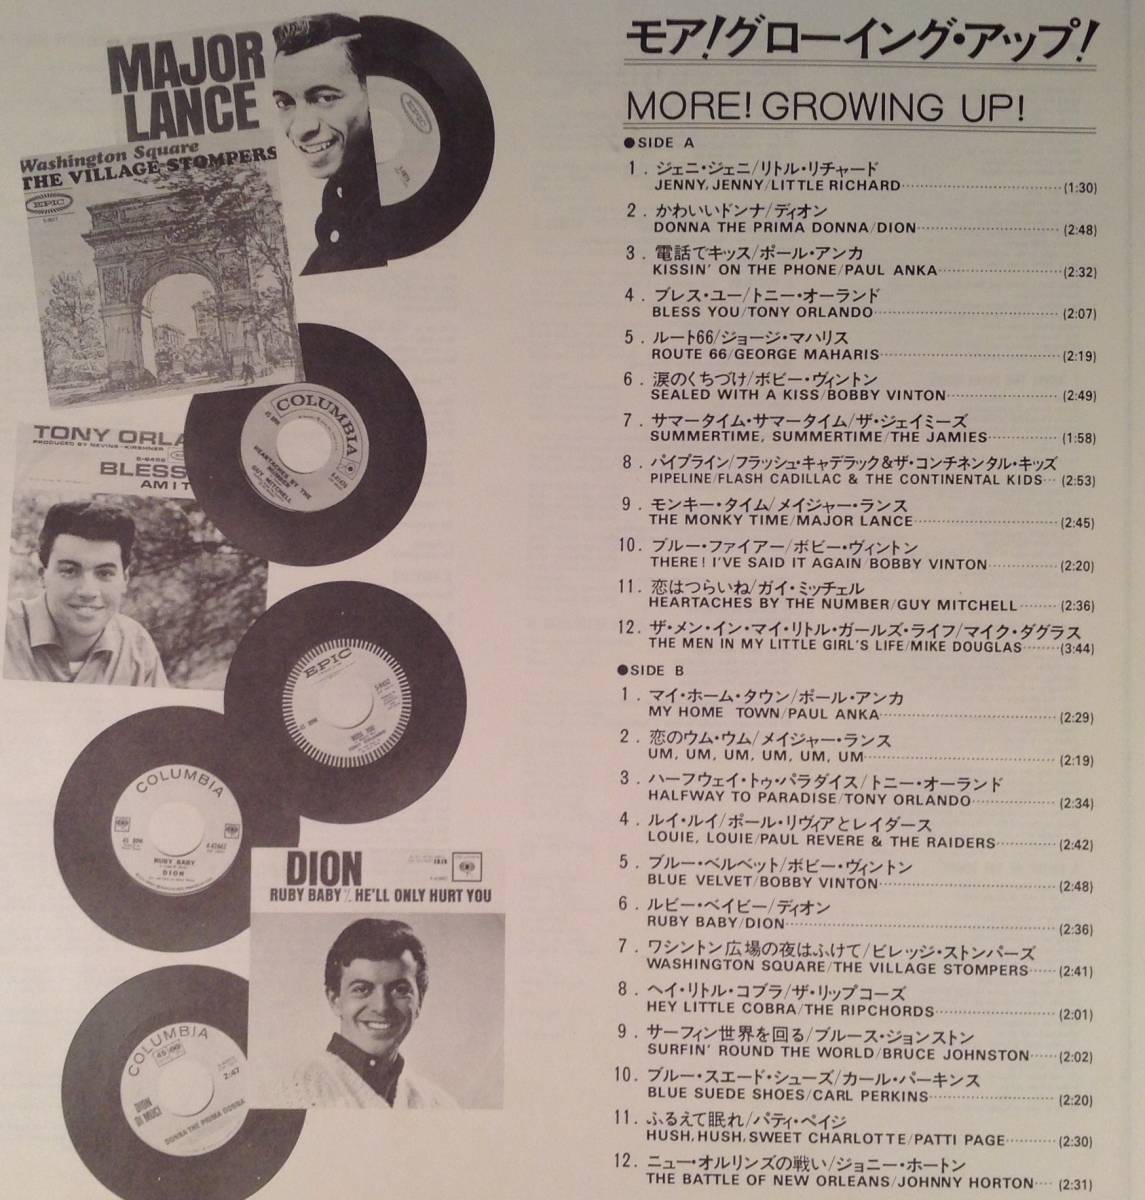 MAJOR
LANCE
EPIC
Washington Square
THE VILLAGE STOMPERS
EPIC
COLUMBIA
HEARTACHES BY THE
NUMBER
GUY MITCHELL
TONY ORLA
BLESS
AM I T
EPIC
COLUMBIA
45 RPM
4-42662
RUBY BABY
DION
DION
RUBY BABY HE'LL ONLY HURT YOU
COLUMBIA
45
2:47
DION
DI MUCI
DONNA THE PRIMA DONNA
モア!グローイング・アップ!
MORE! GROWING UP!
●SIDE A
1. ジェニ・ジェニ/リトル・リチャード
JENNY, JENNY/LITTLE RICHARD (1:30)
2. かわいいドンナ/ディオン
DONNA THE PRIMA DONNA/DION (2:48)
3. 電話でキッス/ポール・アンカ
KISSIN' ON THE PHONE/PAUL ANKA (2:32)
4. ブレス・ユー/トニー・オーランド
BLESS YOU/TONY ORLANDO (2:07)
5. ルート66/ジョージ・マハリス
ROUTE 66/GEORGE MAHARIS (2:19)
6. 涙のくちづけ/ボビー・ヴィントン
SEALED WITH A KISS/BOBBY VINTON (2:49)
7. サマータイム・サマータイム/ザ・ジェイミーズ
SUMMERTIME, SUMMERTIME/THE JAMIES (1:58)
8. パイプライン/フラッシュ・キャデラック&ザ・コンチネンタル・キッズ
PIPELINE/FLASH CADILLAC & THE CONTINENTAL KIDS (2:53)
9. モンキー・タイム/メイジャー・ランス
THE MONKY TIME/MAJOR LANCE (2:45)
10. ブルー・ファイアー/ボビー・ヴィントン
THERE! I'VE SAID IT AGAIN/BOBBY VINTON (2:20)
11. 恋はつらいね/ガイ・ミッチェル
HEARTACHES BY THE NUMBER/GUY MITCHELL (2:36)
12. ザ・メン・イン・マイ・リトル・ガールズ・ライフ/マイク・ダグラス
THE MEN IN MY LITTLE GIRL'S LIFE/MIKE DOUGLAS (3:44)
●SIDE B
1. マイ・ホーム・タウン/ポール・アンカ
MY HOME TOWN/PAUL ANKA (2:29)
2. 恋のウム・ウム/メイジャー・ランス
UM, UM, UM, UM, UM, UM (2:19)
3. ハーフウェイ・トゥ・パラダイス/トニー・オーランド
HALFWAY TO PARADISE/TONY ORLANDO (2:34)
4. ルイ・ルイ/ポール・リヴィアとレイダース
LOUIE, LOUIE/PAUL REVERE & THE RAIDERS (2:42)
5. ブルー・ベルベット/ボビー・ヴィントン
BLUE VELVET/BOBBY VINTON (2:48)
6. ルビー・ベイビー/ディオン
RUBY BABY/DION (2:36)
7. ワシントン広場の夜はふけて/ビレッジ・ストンパーズ
WASHINGTON SQUARE/THE VILLAGE STOMPERS (2:41)
8. ヘイ・リトル・コブラ/ザ・リップコーズ
HEY LITTLE COBRA/THE RIPCHORDS (2:01)
9. サーフィン世界を回る/ブルース・ジョンストン
SURFIN' ROUND THE WORLD/BRUCE JOHNSTON (2:02)
10. ブルー・スエード・シューズ/カール・パーキンス
BLUE SUEDE SHOES/CARL PERKINS (2:20)
11. ふるえて眠れ/パティ・ペイジ
HUSH, HUSH, SWEET CHARLOTTE/PATTI PAGE (2:30)
12. ニュー・オルリンズの戦い/ジョニー・ホートン
THE BATTLE OF NEW ORLEANS/JOHNNY HORTON (2:31)